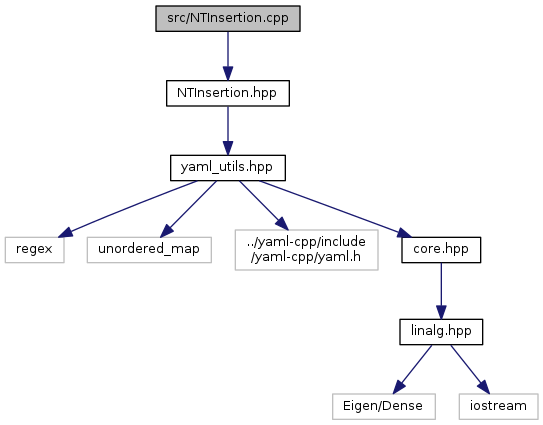 src/NTInsertion.cpp
NTInsertion.hpp
yaml_utils.hpp
regex
unordered_map
../yaml-cpp/include
/yaml-cpp/yaml.h
core.hpp
linalg.hpp
Eigen/Dense
iostream